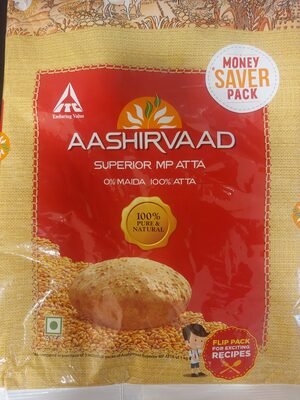 MONEY
SAVER
PACK
ITC
Enduring Value
AASHIRVAAD
SUPERIOR MP ATTA
0% MAIDA 100% ATTA
100%
PURE &
NATURAL
FLIP PACK
FOR EXCITING
RECIPES